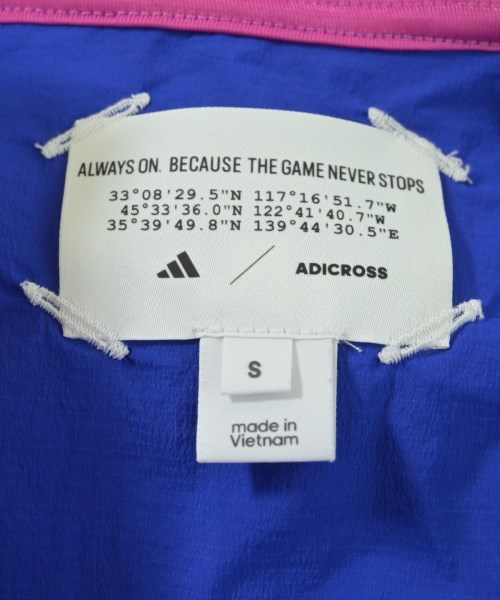 ALWAYS ON. BECAUSE THE GAME NEVER STOPS
33°08'29.5"N 117°16'51.7"W
45°33'36.0"N 122°41'40.7"W
35°39'49.8"N 139°44'30.5"E
ADICROSS
S
made in
Vietnam